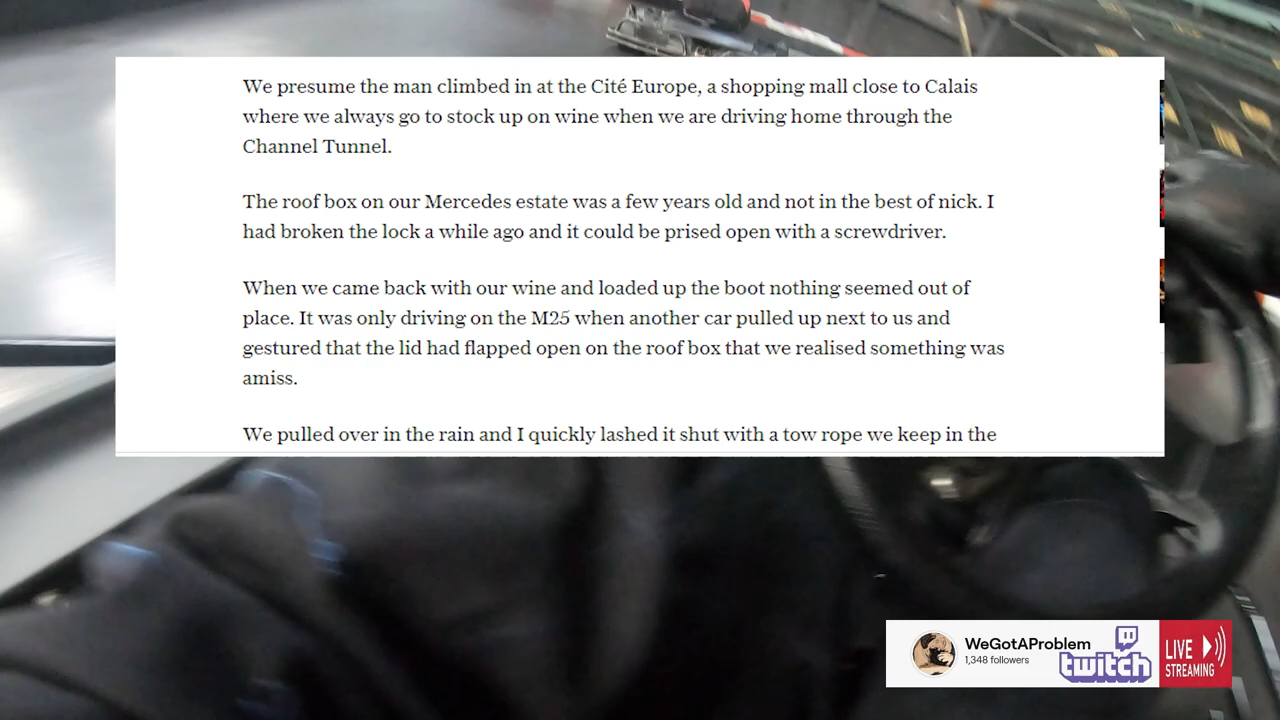 We presume the man climbed in at the Cité Europe, a shopping mall close to Calais
where we always go to stock up on wine when we are driving home through the
Channel Tunnel.
The roof box on our Mercedes estate was a few years old and not in the best of nick. I
had broken the lock a while ago and it could be prised open with a screwdriver.
When we came back with our wine and loaded up the boot nothing seemed out of
place. It was only driving on the M25 when another car pulled up next to us and
gestured that the lid had flapped open on the roof box that we realised something was
amiss.
We pulled over in the rain and I quickly lashed it shut with a tow rope we keep in the
WeGotAProblem
1,348 followers
twitch
LIVE
STREAMING